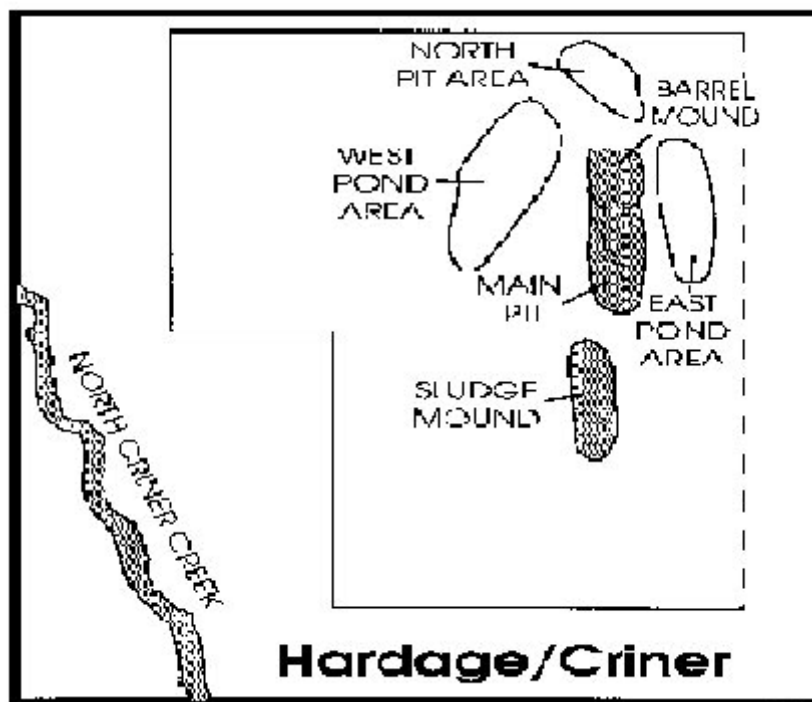 NORTH
PIT AREA
BARREL
MOUND
WEST
POND
AREA
MAIN
PIT
EAST
POND
AREA
SLUDGE
MOUND
NORTH CRINER CREEK
Hardage/Criner